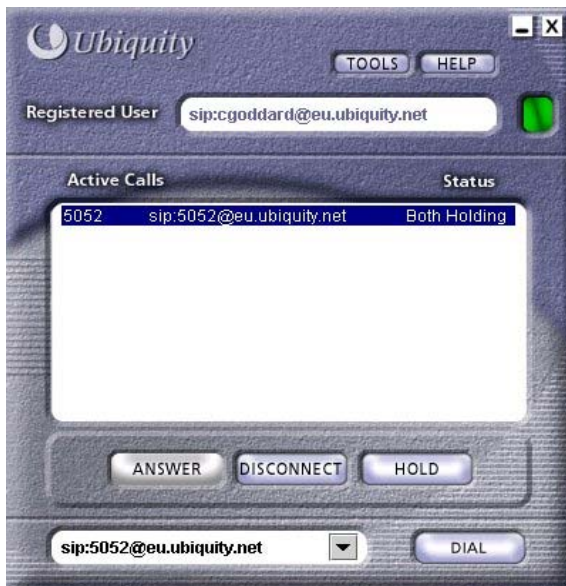 Ubiquity
TOOLS HELP
Registered User sip:cgoddard@eu.ubiquity.net
Active Calls Status
5052 sip:5052@eu.ubiquity.net Both Holding
ANSWER DISCONNECT HOLD
sip:5052@eu.ubiquity.net DIAL